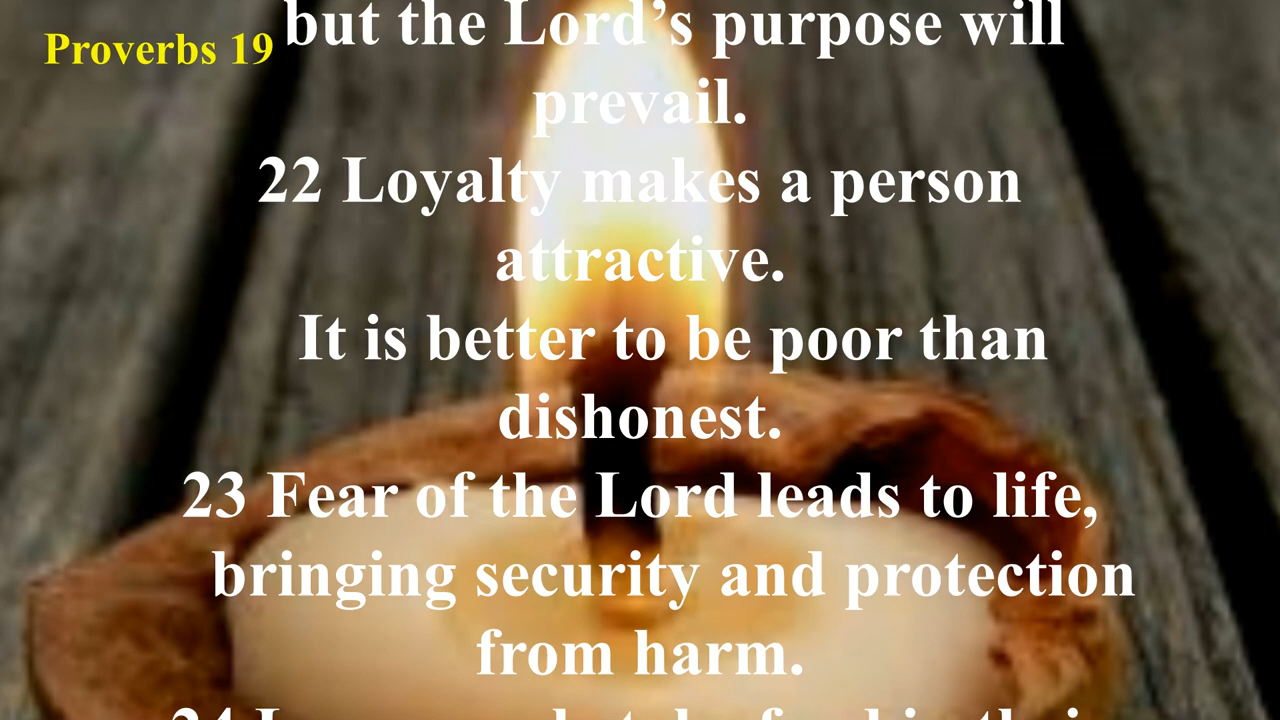 Proverbs 19
but the Lord’s purpose will
prevail.
22 Loyalty makes a person
attractive.
It is better to be poor than
dishonest.
23 Fear of the Lord leads to life,
bringing security and protection
from harm.